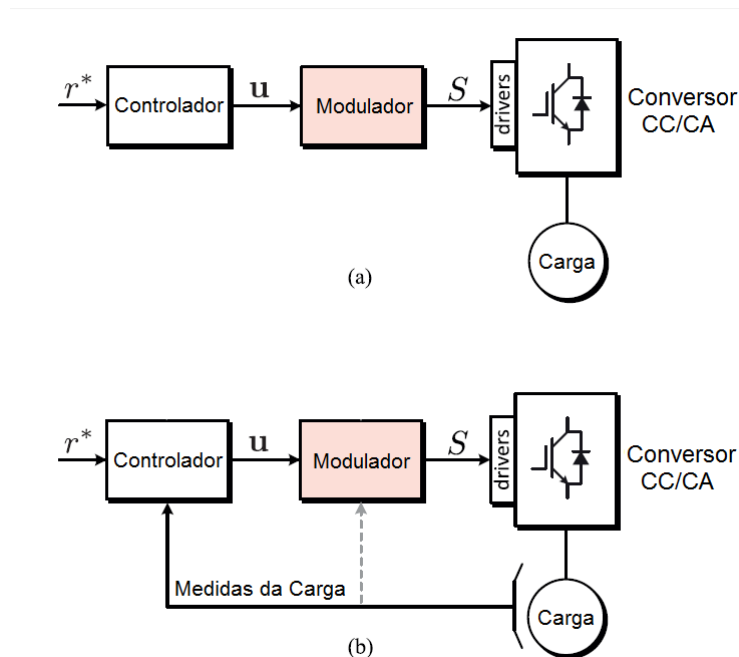 r* Controlador u Modulador S drivers Conversor
CC/CA
Carga
(a)
r* Controlador u Modulador S drivers Conversor
CC/CA
Medidas da Carga
Carga
(b)